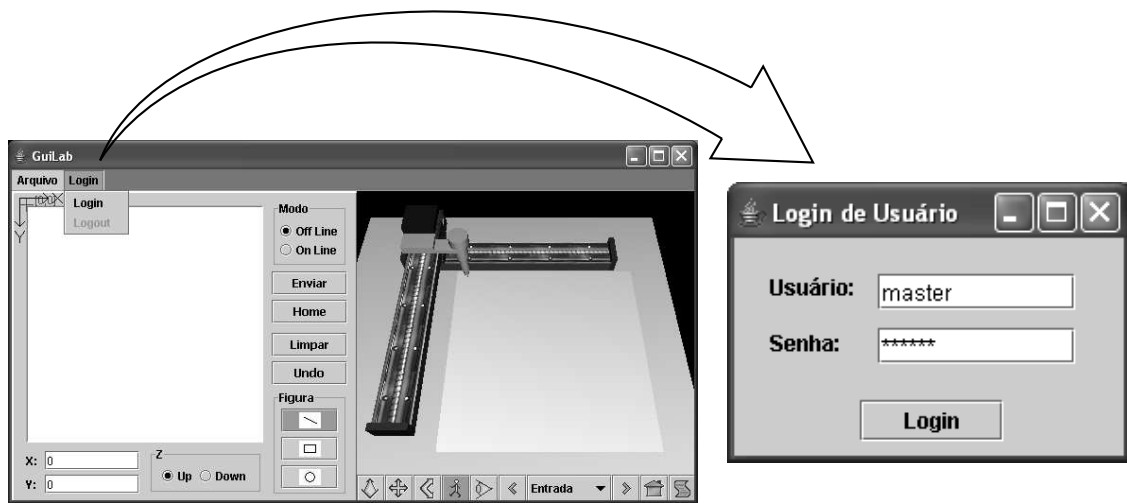 GuiLab
Arquivo Login
Login
Logout
X
Y
Modo
Off Line
On Line
Enviar
Home
Limpar
Undo
Figura
X: 0
Y: 0
Z
Up Down
Entrada
Login de Usuário
Usuário: master
Senha: ******
Login